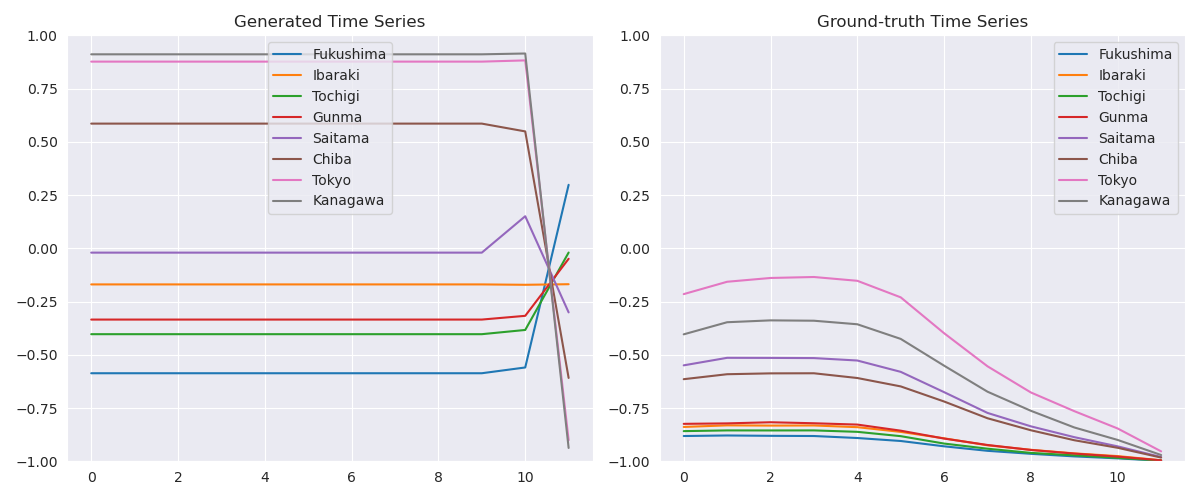 Generated Time Series
1.00
0.75
0.50
0.25
0.00
−0.25
−0.50
−0.75
−1.00
0 2 4 6 8 10
Fukushima
Ibaraki
Tochigi
Gunma
Saitama
Chiba
Tokyo
Kanagawa
Ground-truth Time Series
1.00
0.75
0.50
0.25
0.00
−0.25
−0.50
−0.75
−1.00
0 2 4 6 8 10
Fukushima
Ibaraki
Tochigi
Gunma
Saitama
Chiba
Tokyo
Kanagawa